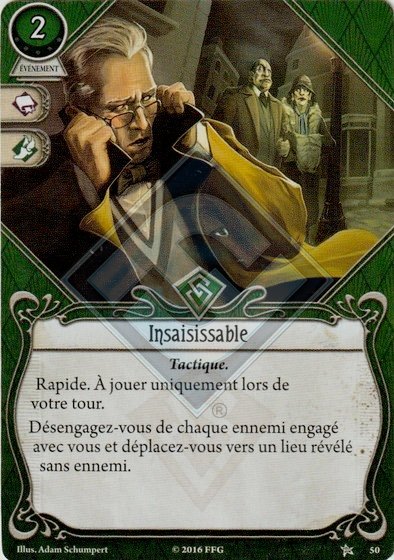 2
ÉVÉNEMENT
Insaisissable
Tactique.
Rapide. À jouer uniquement lors de
votre tour.
Désengagez-vous de chaque ennemi engagé
avec vous et déplacez-vous vers un lieu révélé
sans ennemi.
®
Illus. Adam Schumpert © 2016 FFG 50